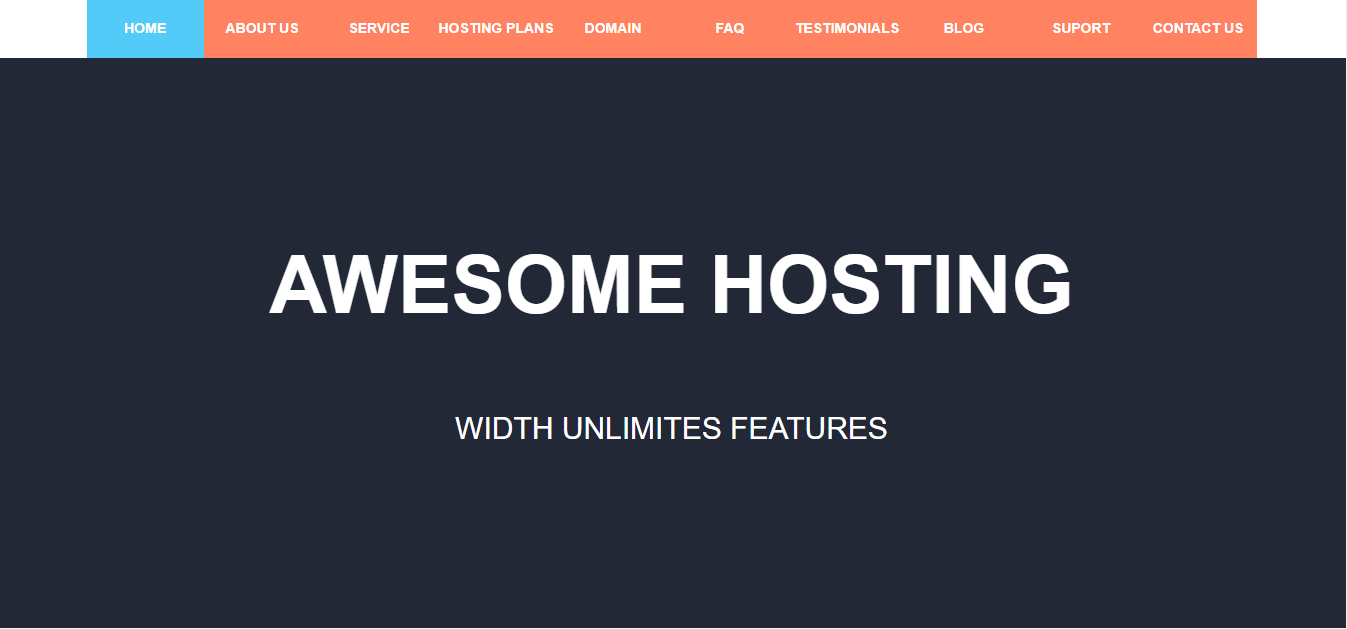 HOME ABOUT US SERVICE HOSTING PLANS DOMAIN FAQ TESTIMONIALS BLOG SUPORT CONTACT US
AWESOME HOSTING
WIDTH UNLIMITES FEATURES